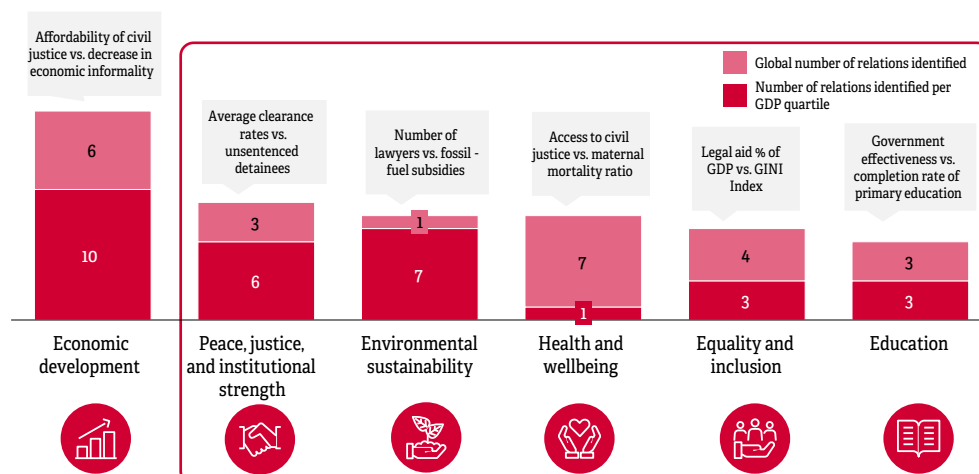 Affordability of civil
justice vs. decrease in
economic informality
Global number of relations identified
Number of relations identified per
GDP quartile
Average clearance
rates vs.
unsentenced
detainees
Number of
lawyers vs. fossil -
fuel subsidies
Access to civil
justice vs. maternal
mortality ratio
Legal aid % of
GDP vs. GINI
Index
Government
effectiveness vs.
completion rate of
primary education
6
10
3
6
1
7
7
1
4
3
3
3
Economic
development
Peace, justice,
and institutional
strength
Environmental
sustainability
Health and
wellbeing
Equality and
inclusion
Education